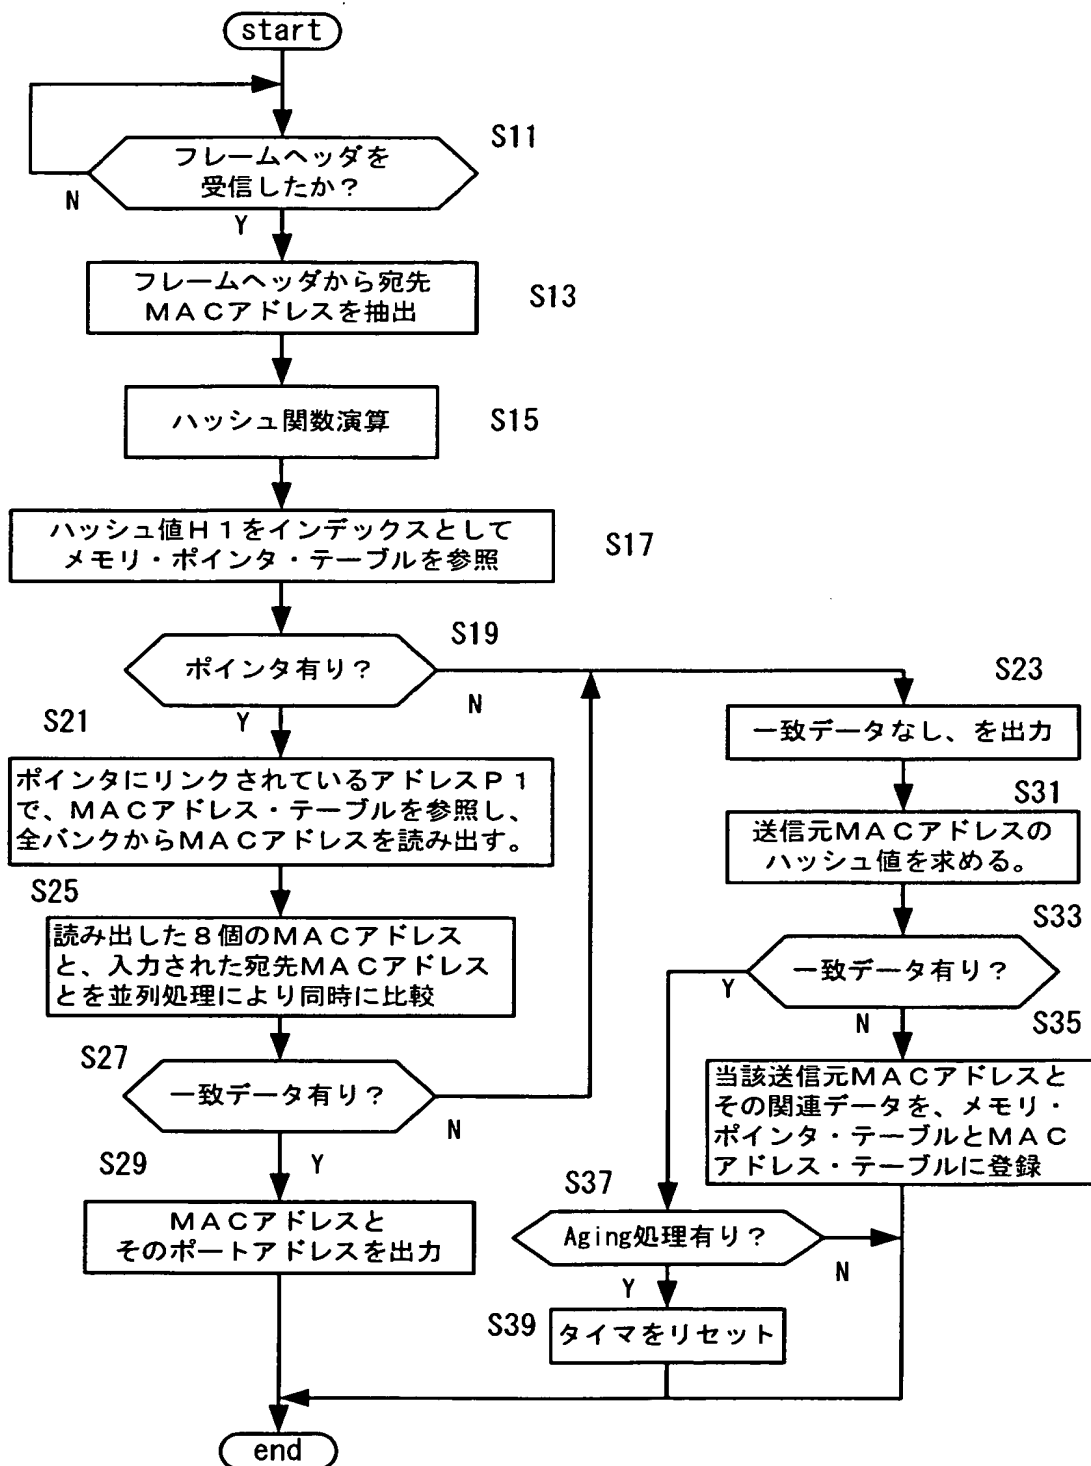 start
S11
フレームヘッダを
受信したか？
N
Y
フレームヘッダから宛先
ＭＡＣアドレスを抽出
S13
ハッシュ関数演算
S15
ハッシュ値Ｈ１をインデックスとして
メモリ・ポインタ・テーブルを参照
S17
S19
ポインタ有り？
N
Y
S21
ポインタにリンクされているアドレスＰ１
で、ＭＡＣアドレス・テーブルを参照し、
全バンクからＭＡＣアドレスを読み出す。
S23
一致データなし、を出力
S31
送信元ＭＡＣアドレスの
ハッシュ値を求める。
S25
読み出した８個のＭＡＣアドレス
と、入力された宛先ＭＡＣアドレス
とを並列処理により同時に比較
S33
一致データ有り？
Y
N
S35
S27
一致データ有り？
N
Y
当該送信元ＭＡＣアドレスと
その関連データを、メモリ・
ポインタ・テーブルとＭＡＣ
アドレス・テーブルに登録
S29
ＭＡＣアドレスと
そのポートアドレスを出力
S37
Aging処理有り？
N
Y
S39
タイマをリセット
end